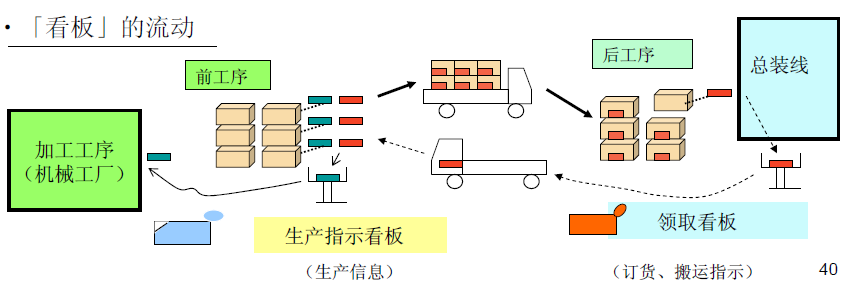 ·「看板」的流动
前工序
后工序
总装线
加工工序
（机械工厂）
生产指示看板
领取看板
（生产信息）
（订货、搬运指示）
40